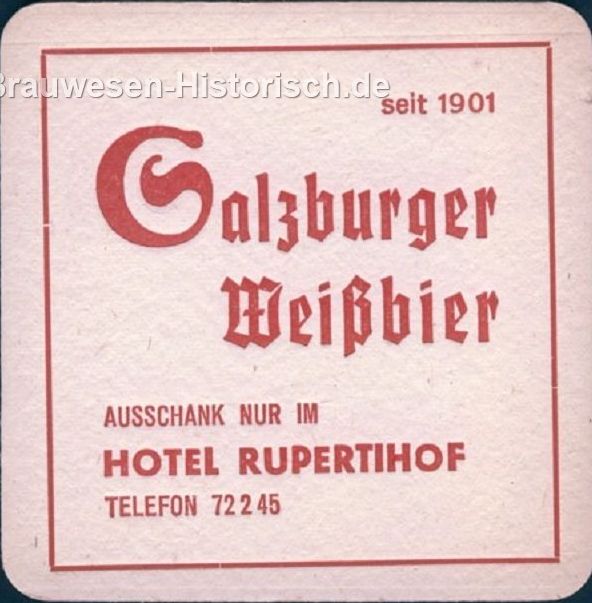 Brauwesen-Historisch.de
seit 1901
Salzburger
Weißbier
AUSSCHANK NUR IM
HOTEL RUPERTIHOF
TELEFON 72245